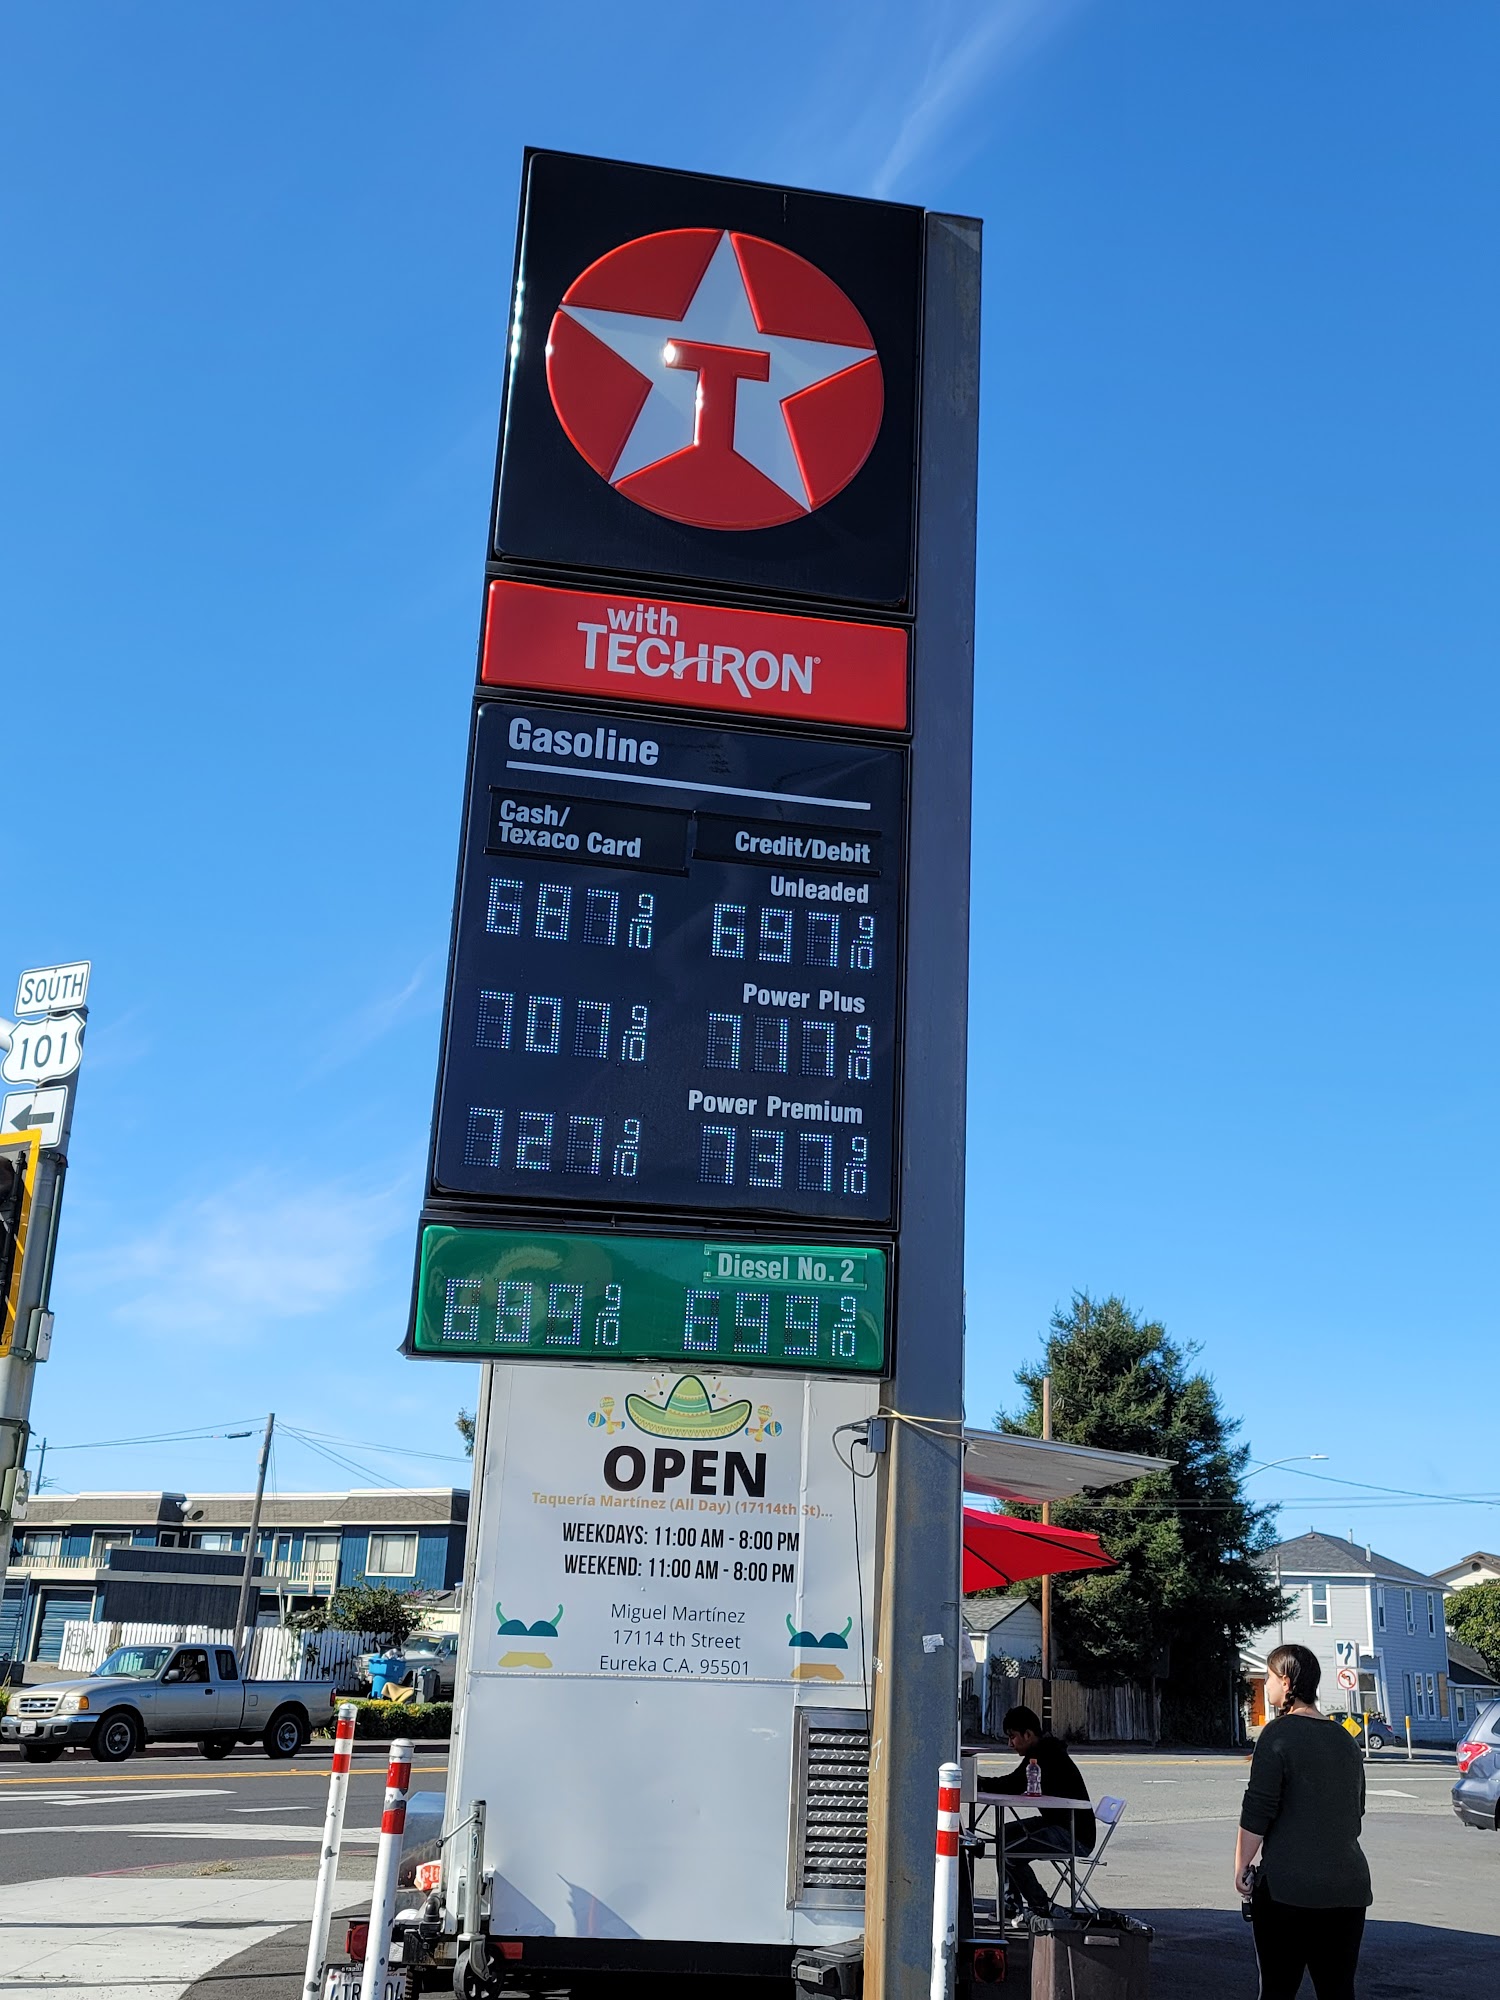 T
with
TECHRON®
Gasoline
Cash/
Texaco Card
Credit/Debit
Unleaded
687 9/10 697 9/10
Power Plus
707 9/10 717 9/10
Power Premium
727 9/10 737 9/10
Diesel No. 2
689 9/10 699 9/10
SOUTH
101
OPEN
Taquería Martínez (All Day) (17114th St)...
WEEKDAYS: 11:00 AM - 8:00 PM
WEEKEND: 11:00 AM - 8:00 PM
Miguel Martínez
17114 th Street
Eureka C.A. 95501